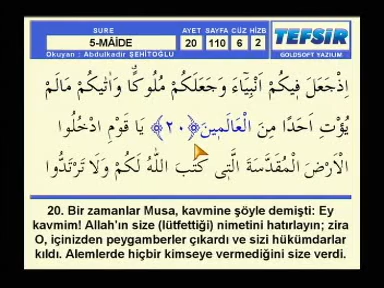 SURE
AYET SAYFA CÜZ HİZB
5-MÂİDE
20 110 6 2
Okuyan : Abdulkadir ŞEHİTOĞLU
TEFSİR
GOLDSOFT YAZILIM
اِذْجَعَلَ فٖيكُمْ اَنْبِيَٓاءَ وَجَعَلَكُمْ مُلُوكًاۗ وَاٰتٰيكُمْ مَالَمْ
يُؤْتِ اَحَدًا مِنَ الْعَالَمٖينَ ﴿٢٠﴾ يَا قَوْمِ ادْخُلُوا
الْاَرْضَ الْمُقَدَّسَةَ الَّتٖى كَتَبَ اللّٰهُ لَكُمْ وَلَا تَرْتَدُّوا
20. Bir zamanlar Musa, kavmine şöyle demişti: Ey
kavmim! Allah'ın size (lütfettiği) nimetini hatırlayın; zira
O, içinizden peygamberler çıkardı ve sizi hükümdarlar
kıldı. Alemlerde hiçbir kimseye vermediğini size verdi.